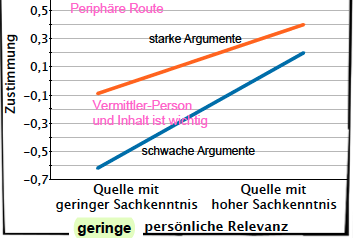 Periphäre Route
0,5
0,3
0,1
−0,1
−0,3
−0,5
−0,7
Zustimmung
starke Argumente
Vermittler-Person
und Inhalt ist wichtig
schwache Argumente
Quelle mit
geringer Sachkenntnis
Quelle mit
hoher Sachkenntnis
geringe persönliche Relevanz